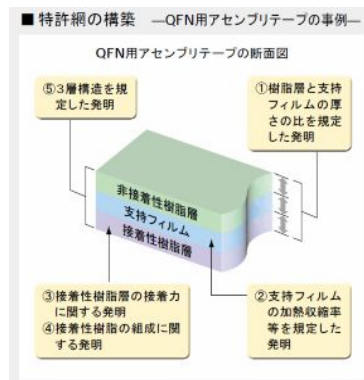 ■ 特許網の構築 ―QFN用アセンブリテープの事例―
QFN用アセンブリテープの断面図
⑤3層構造を規
定した発明
①樹脂層と支持
フィルムの厚
さの比を規定
した発明
非接着性樹脂層
支持フィルム
接着性樹脂層
③接着性樹脂層の接着力
に関する発明
④接着性樹脂の組成に関
する発明
②支持フィルム
の加熱収縮率
等を規定した
発明